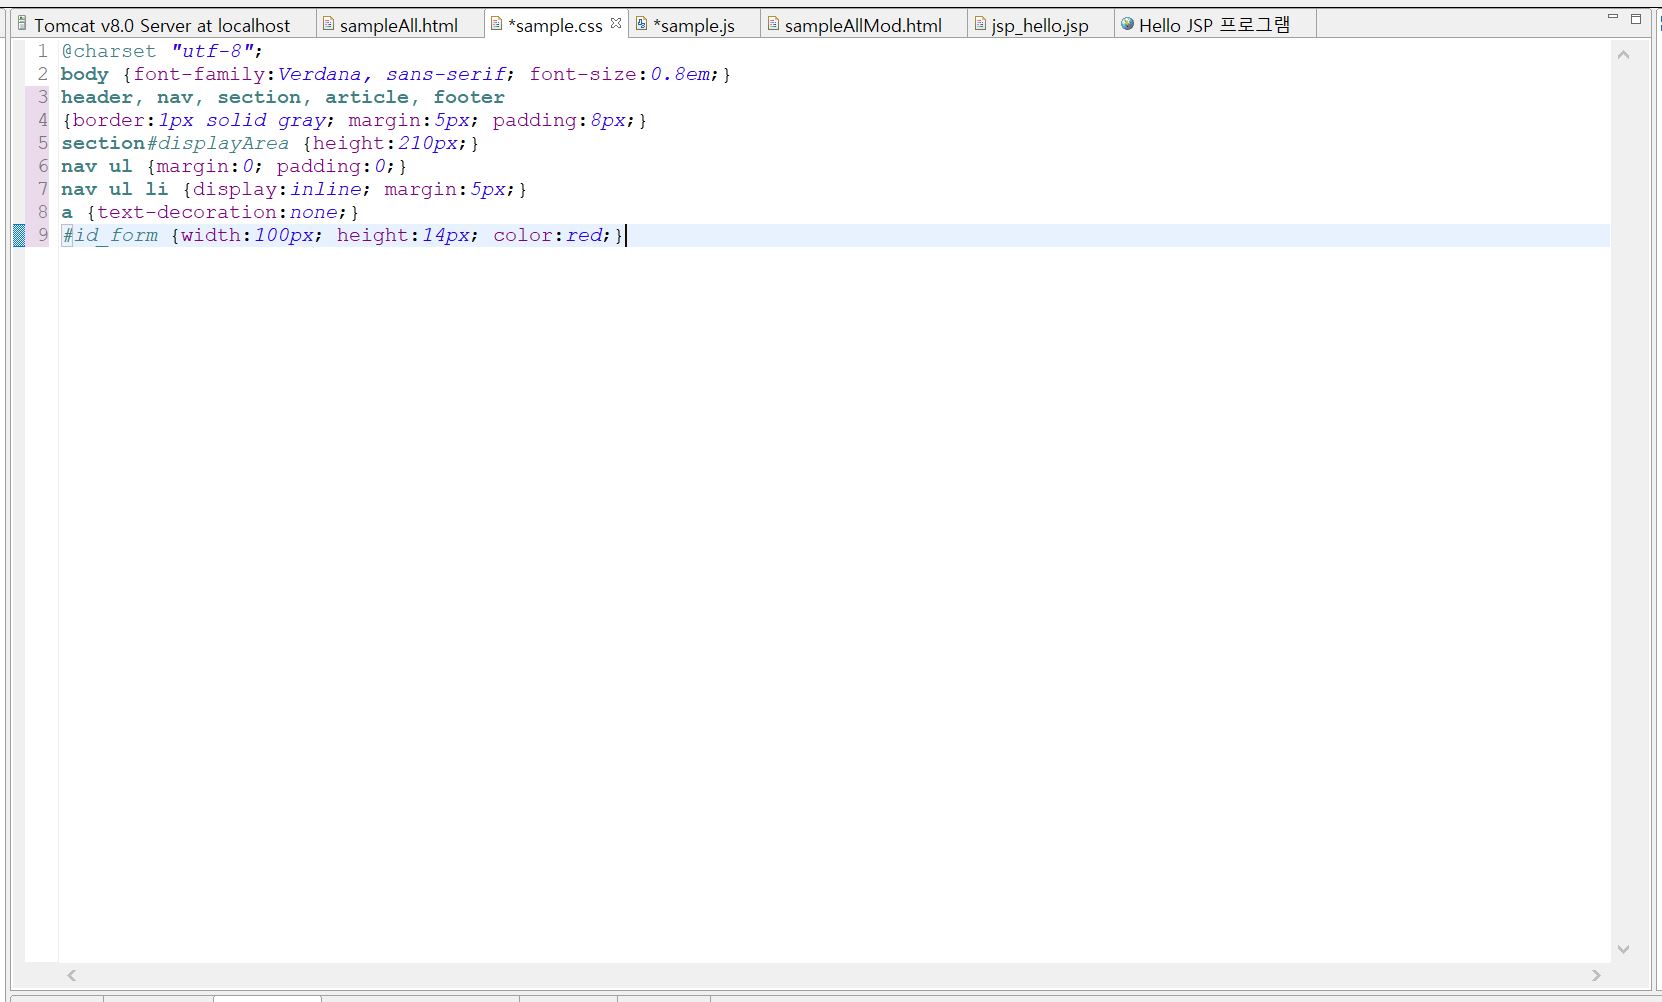 Tomcat v8.0 Server at localhost sampleAll.html *sample.css *sample.js sampleAllMod.html jsp_hello.jsp Hello JSP 프로그램
1 @charset "utf-8";
2 body {font-family:Verdana, sans-serif; font-size:0.8em;}
3 header, nav, section, article, footer
4 {border:1px solid gray; margin:5px; padding:8px;}
5 section#displayArea {height:210px;}
6 nav ul {margin:0; padding:0;}
7 nav ul li {display:inline; margin:5px;}
8 a {text-decoration:none;}
9 #id_form {width:100px; height:14px; color:red;}